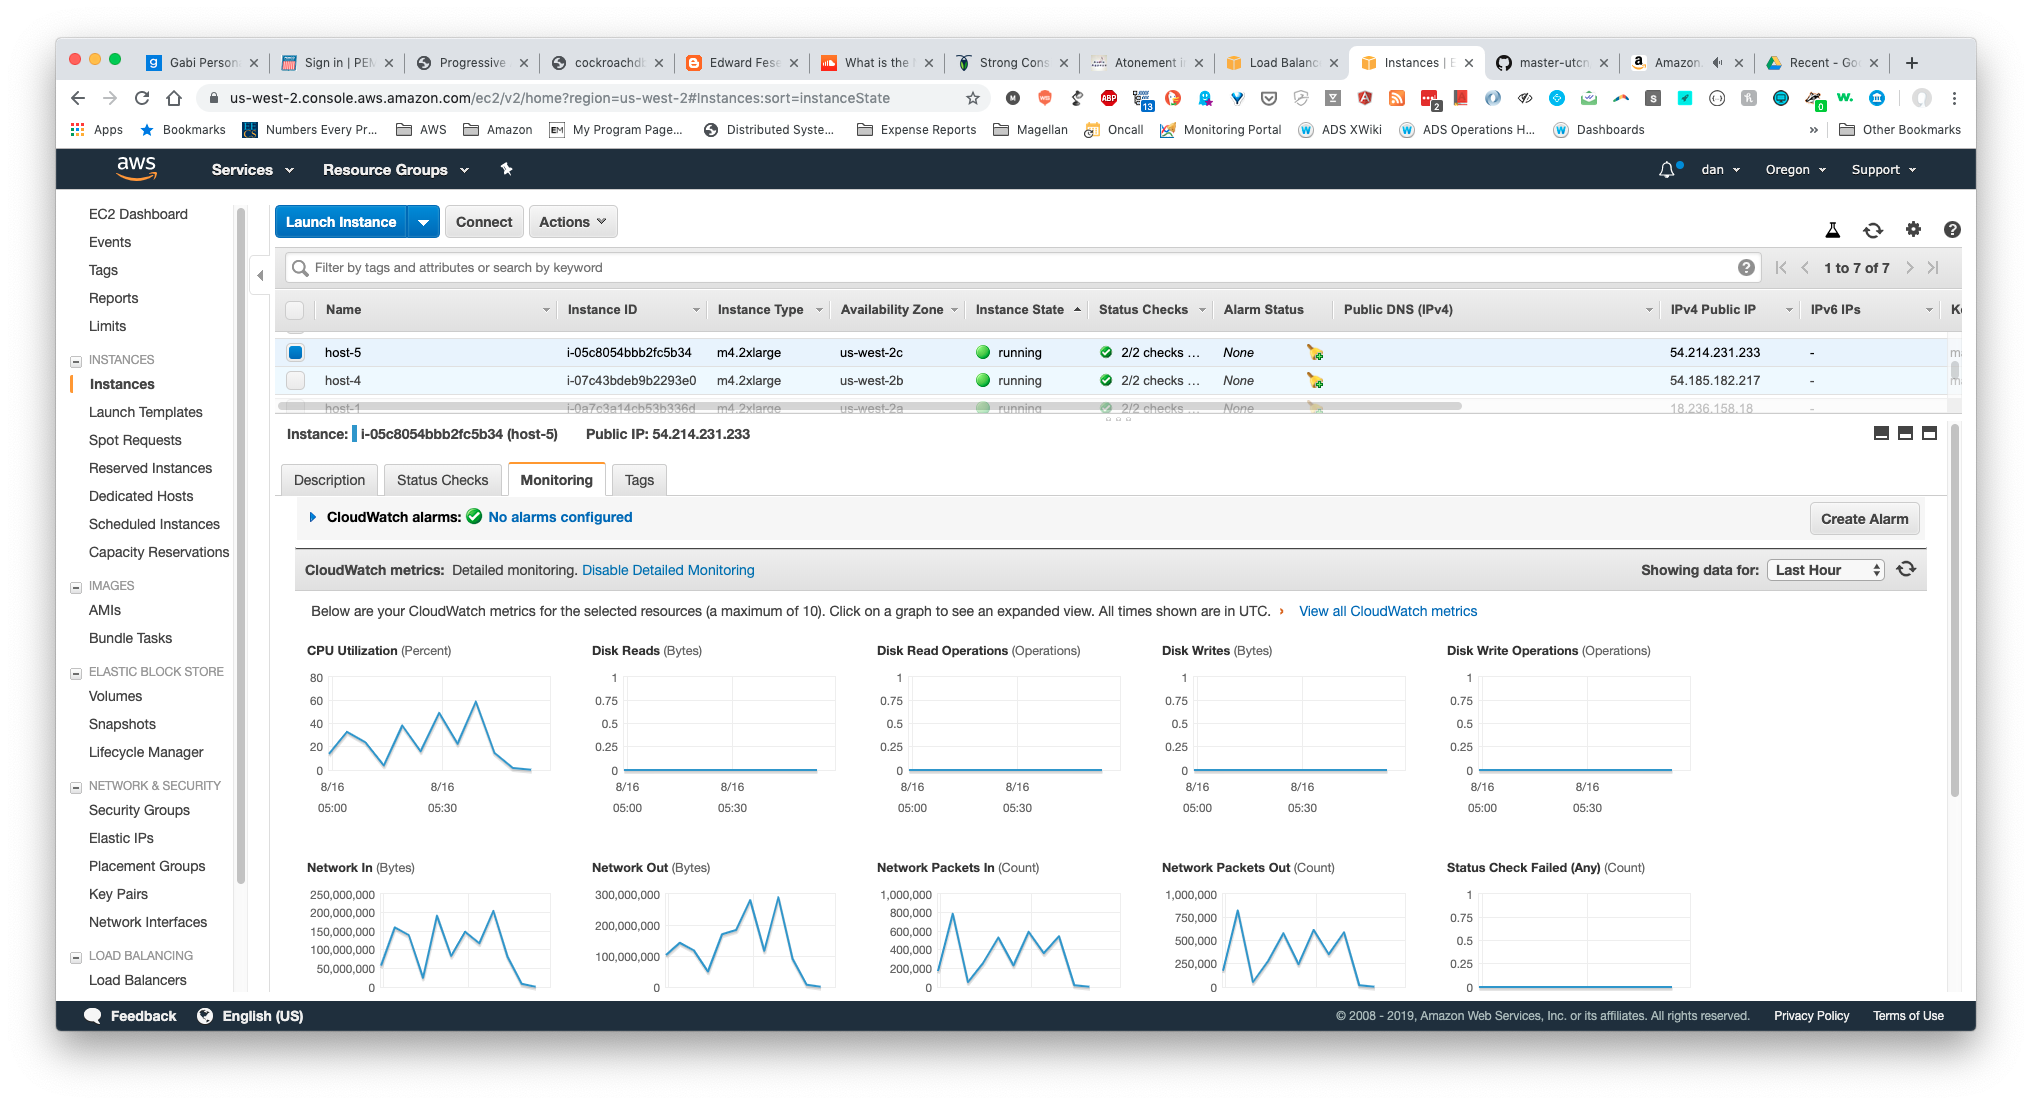 Gabi Person
Sign in | PEM
Progressive
cockroachdb
Edward Fese
What is the
Strong Cons
Atonement i
Load Balanc
Instances | E
master-utcn
Amazon.
Recent - Go
us-west-2.console.aws.amazon.com/ec2/v2/home?region=us-west-2#Instances:sort=instanceState
ABP
13
2
0
Apps Bookmarks Numbers Every Pr... AWS Amazon My Program Page... Distributed Syste... Expense Reports Magellan Oncall Monitoring Portal ADS XWiki ADS Operations H... Dashboards » Other Bookmarks
aws Services Resource Groups dan Oregon Support
EC2 Dashboard
Events
Tags
Reports
Limits
INSTANCES
Instances
Launch Templates
Spot Requests
Reserved Instances
Dedicated Hosts
Scheduled Instances
Capacity Reservations
IMAGES
AMIs
Bundle Tasks
ELASTIC BLOCK STORE
Volumes
Snapshots
Lifecycle Manager
NETWORK & SECURITY
Security Groups
Elastic IPs
Placement Groups
Key Pairs
Network Interfaces
LOAD BALANCING
Load Balancers
Launch Instance Connect Actions
Filter by tags and attributes or search by keyword 1 to 7 of 7
Name Instance ID Instance Type Availability Zone Instance State Status Checks Alarm Status Public DNS (IPv4) IPv4 Public IP IPv6 IPs
host-5 i-05c8054bbb2fc5b34 m4.2xlarge us-west-2c running 2/2 checks ... None 54.214.231.233 -
host-4 i-07c43bdeb9b2293e0 m4.2xlarge us-west-2b running 2/2 checks ... None 54.185.182.217 -
host-1 i-0a7c3a14cb53b336d m4.2xlarge us-west-2a running 2/2 checks ... None 18.236.158.18 -
Instance: i-05c8054bbb2fc5b34 (host-5) Public IP: 54.214.231.233
Description Status Checks Monitoring Tags
CloudWatch alarms: No alarms configured Create Alarm
CloudWatch metrics: Detailed monitoring. Disable Detailed Monitoring Showing data for: Last Hour
Below are your CloudWatch metrics for the selected resources (a maximum of 10). Click on a graph to see an expanded view. All times shown are in UTC. View all CloudWatch metrics
CPU Utilization (Percent)
80
60
40
20
0
8/16 8/16
05:00 05:30
Disk Reads (Bytes)
1
0.75
0.5
0.25
0
8/16 8/16
05:00 05:30
Disk Read Operations (Operations)
1
0.75
0.5
0.25
0
8/16 8/16
05:00 05:30
Disk Writes (Bytes)
1
0.75
0.5
0.25
0
8/16 8/16
05:00 05:30
Disk Write Operations (Operations)
1
0.75
0.5
0.25
0
8/16 8/16
05:00 05:30
Network In (Bytes)
250,000,000
200,000,000
150,000,000
100,000,000
50,000,000
0
Network Out (Bytes)
300,000,000
200,000,000
100,000,000
0
Network Packets In (Count)
1,000,000
800,000
600,000
400,000
200,000
0
Network Packets Out (Count)
1,000,000
750,000
500,000
250,000
0
Status Check Failed (Any) (Count)
1
0.75
0.5
0.25
0
Feedback English (US) © 2008 - 2019, Amazon Web Services, Inc. or its affiliates. All rights reserved. Privacy Policy Terms of Use